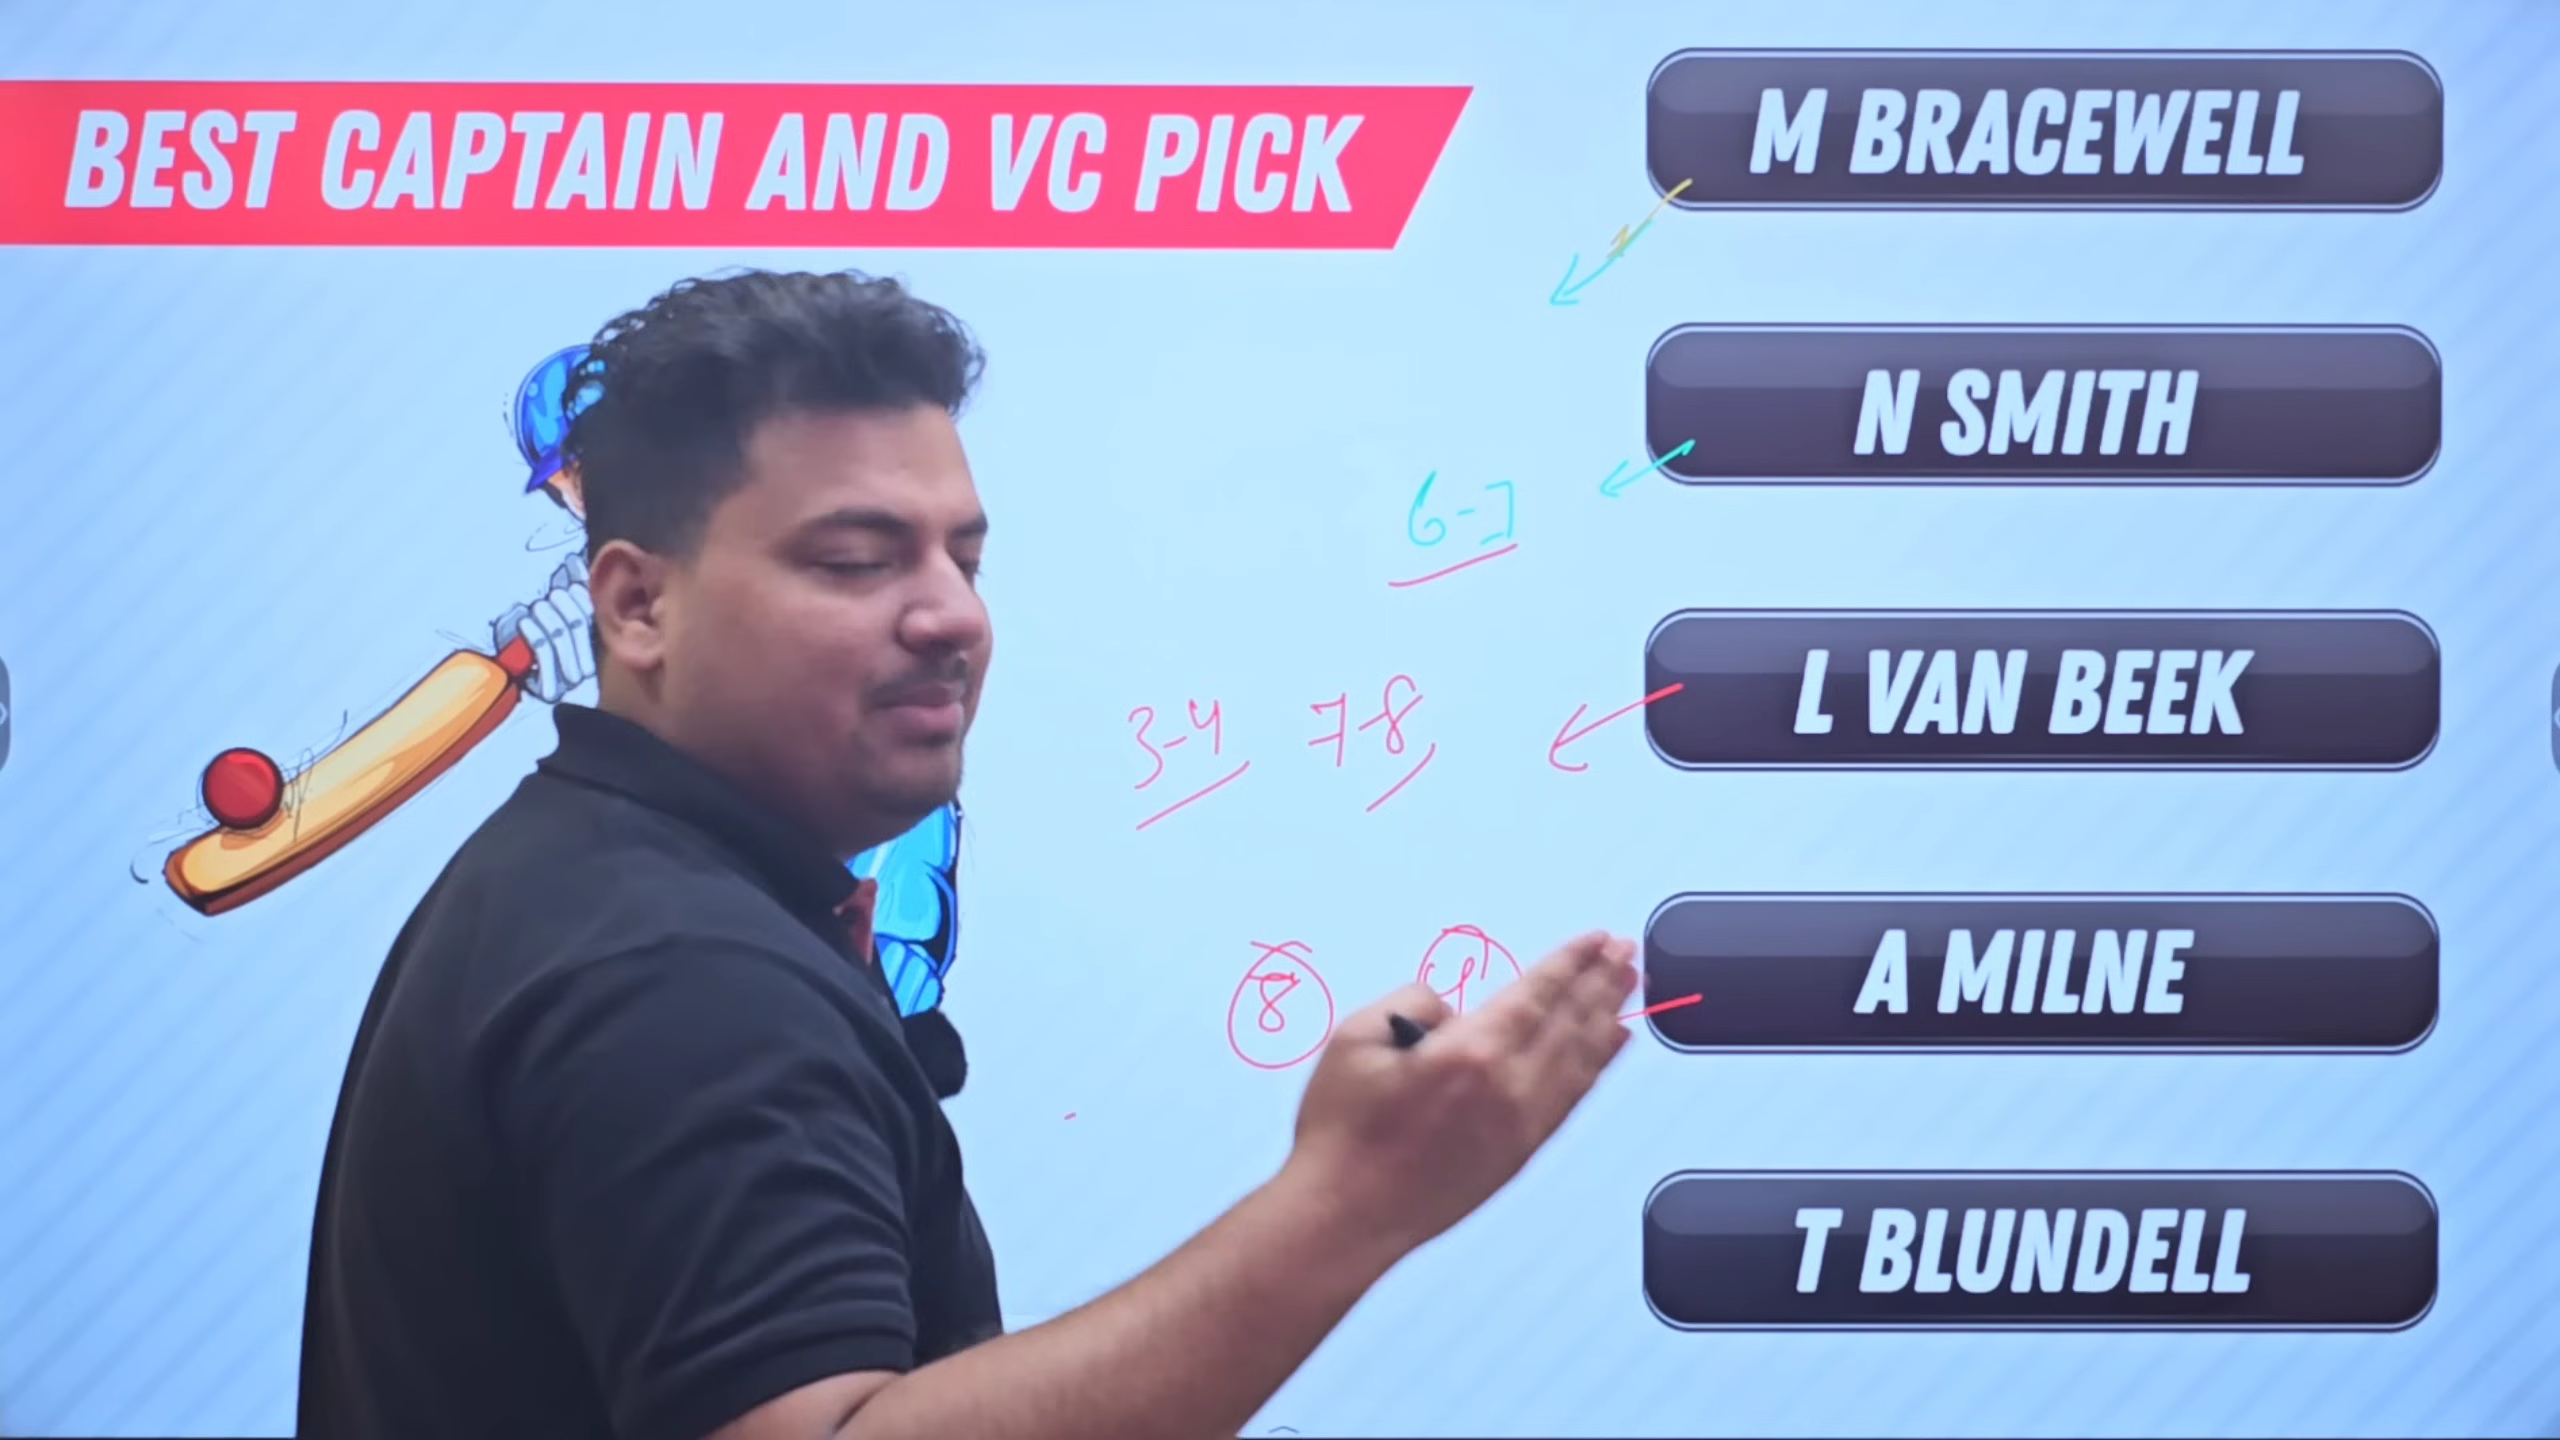 BEST CAPTAIN AND VC PICK
M BRACEWELL
N SMITH
6-7
L VAN BEEK
3-4 7-8
A MILNE
8
T BLUNDELL